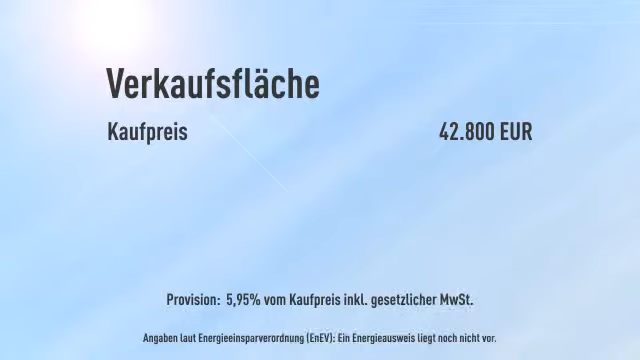 Verkaufsfläche
Kaufpreis 42.800 EUR
Provision: 5,95% vom Kaufpreis inkl. gesetzlicher MwSt.
Angaben laut Energieeinsparverordnung (EnEV): Ein Energieausweis liegt noch nicht vor.